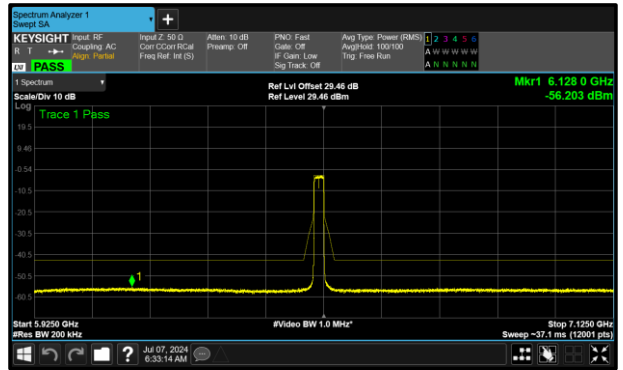 Spectrum Analyzer 1
Swept SA
KEYSIGHT
R T
PASS
Input: RF
Coupling: AC
Align: Partial
Input Z: 50 Ω
Corr CCorr RCal
Freq Ref: Int (S)
Atten: 10 dB
Preamp: Off
PNO: Fast
Gate: Off
IF Gain: Low
Sig Track: Off
Avg Type: Power (RMS)
Avg|Hold: 100/100
Trig: Free Run
1 2 3 4 5 6
A W W W W W
A N N N N N
1 Spectrum
Scale/Div 10 dB
Ref Lvl Offset 29.46 dB
Ref Level 29.46 dBm
Mkr1 6.128 0 GHz
-56.203 dBm
Log
Trace 1 Pass
19.5
9.46
-0.54
-10.5
-20.5
-30.5
-40.5
-50.5
-60.5
1
Start 5.9250 GHz
#Res BW 200 kHz
#Video BW 1.0 MHz*
Stop 7.1250 GHz
Sweep ~37.1 ms (12001 pts)
?
Jul 07, 2024
6:33:14 AM